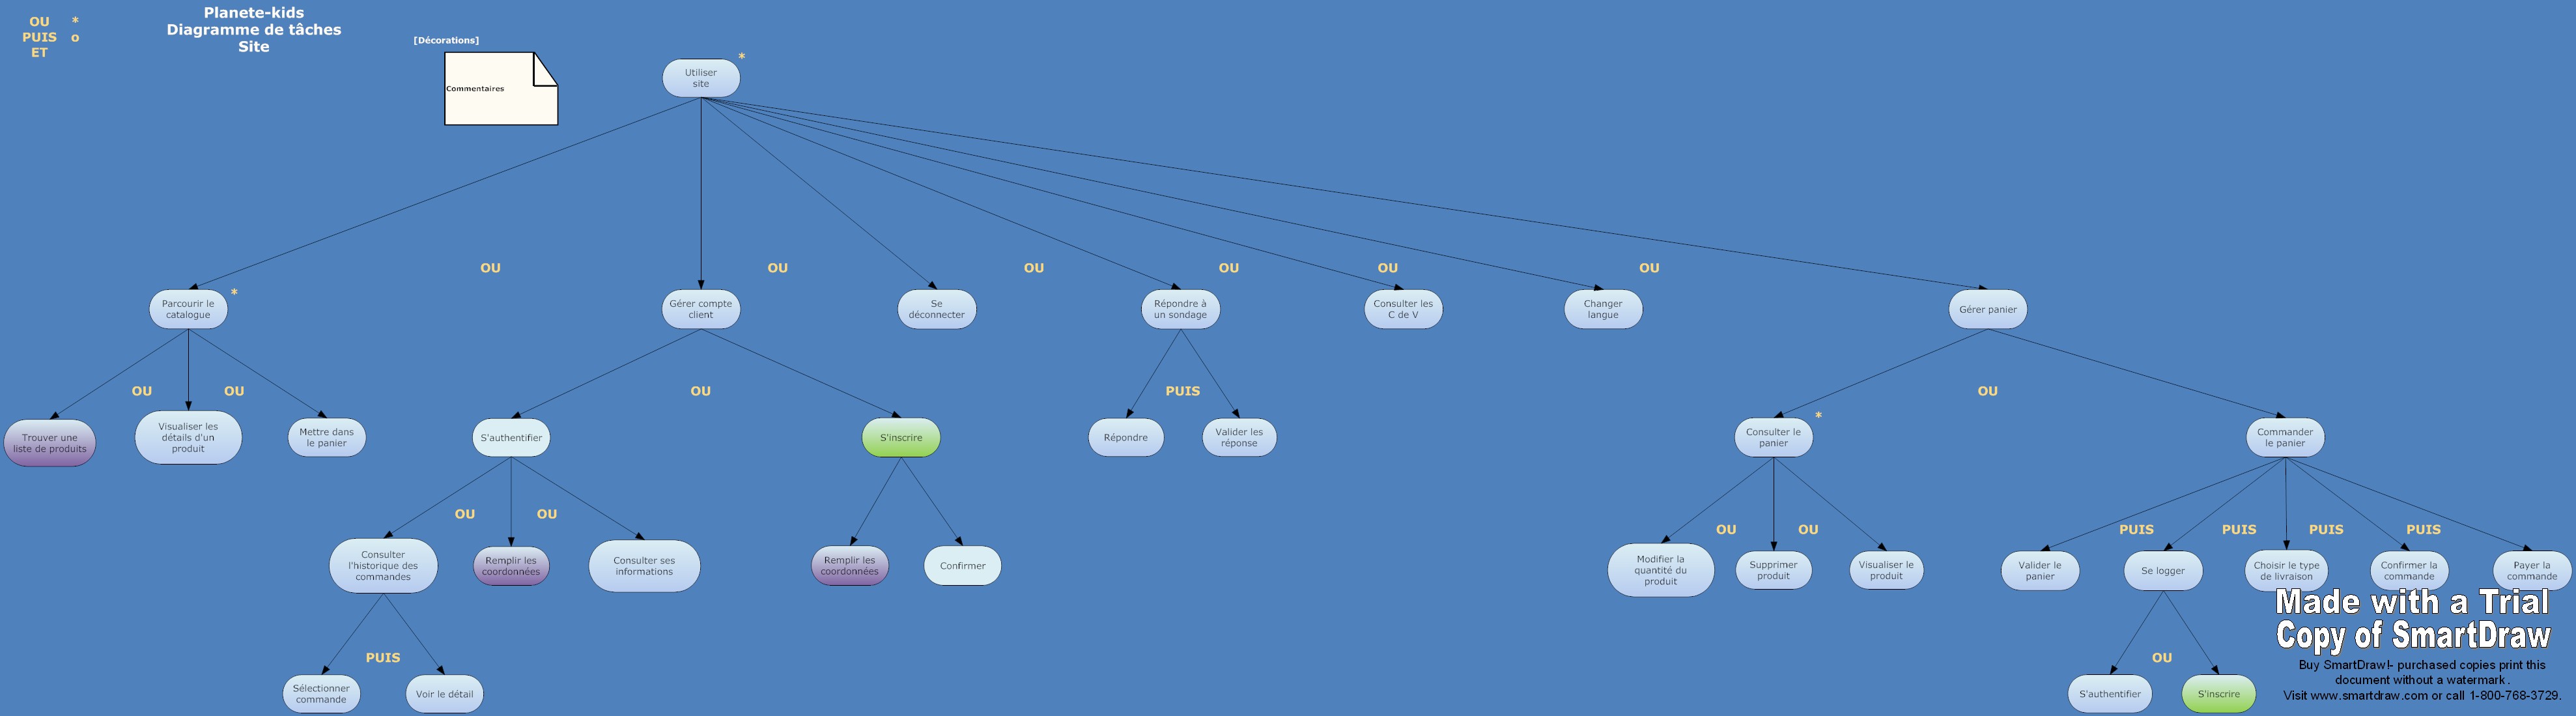 OU *
PUIS o
ET
Planete-kids
Diagramme de tâches
Site
[Décorations]
Commentaires
Utiliser
site
*
OU
OU
OU
OU
OU
OU
Parcourir le
catalogue
*
Gérer compte
client
Se
déconnecter
Répondre à
un sondage
Consulter les
C de V
Changer
langue
Gérer panier
OU
OU
OU
PUIS
OU
Trouver une
liste de produits
Visualiser les
détails d'un
produit
Mettre dans
le panier
S'authentifier
S'inscrire
Répondre
Valider les
réponse
Consulter le
panier
*
Commander
le panier
OU
OU
OU
OU
PUIS
PUIS
PUIS
PUIS
Consulter
l'historique des
commandes
Remplir les
coordonnées
Consulter ses
informations
Remplir les
coordonnées
Confirmer
Modifier la
quantité du
produit
Supprimer
produit
Visualiser le
produit
Valider le
panier
Se logger
Choisir le type
de livraison
Confirmer la
commande
Payer la
commande
PUIS
OU
Sélectionner
commande
Voir le détail
S'authentifier
S'inscrire
Made with a Trial
Copy of SmartDraw
Buy SmartDraw!- purchased copies print this
document without a watermark .
Visit www.smartdraw.com or call 1-800-768-3729.